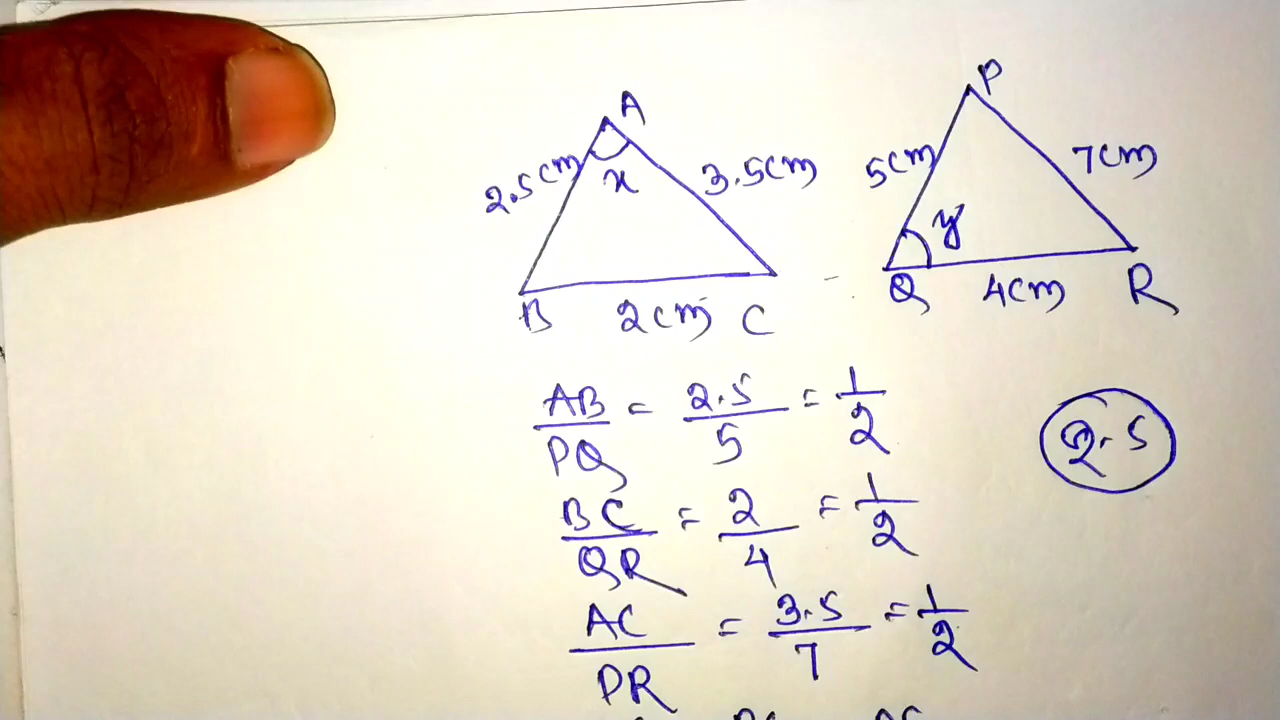 A
P
2.5cm
x
3.5cm
5cm
7cm
y
B
2cm
C
Q
4cm
R
AB/PQ = 2.5/5 = 1/2
2.5
BC/QR = 2/4 = 1/2
AC/PR = 3.5/7 = 1/2